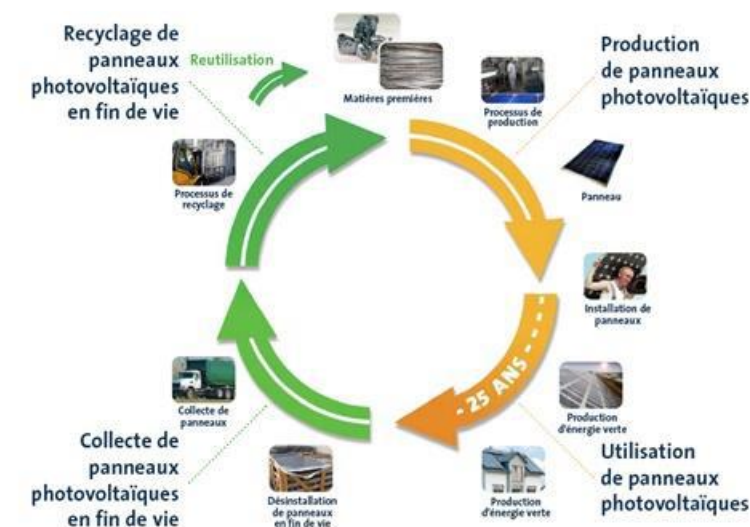 Recyclage de
panneaux
photovoltaïques
en fin de vie
Reutilisation
Matières premières
Processus de
production
Production
de panneaux
photovoltaïques
Panneau
Installation de
panneaux
- 25 ANS - - -
Production
d'énergie verte
Utilisation
de panneaux
photovoltaïques
Production
d'énergie verte
Désinstallation
de panneaux
en fin de vie
Collecte de
panneaux
photovoltaïques
en fin de vie
Collecte de
panneaux
Processus de
recyclage